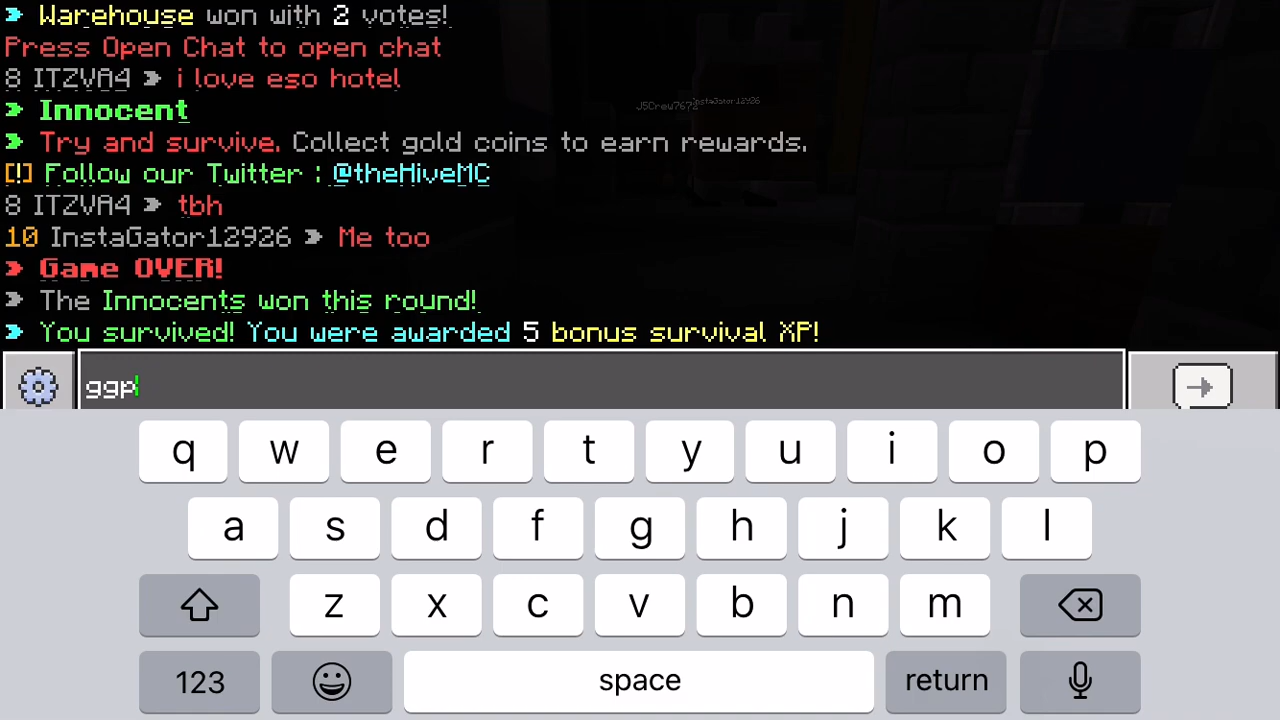 ➤ Warehouse won with 2 votes!
Press Open Chat to open chat
8 ITZVA4 ➤ i love eso hotel
➤ Innocent
➤ Try and survive. Collect gold coins to earn rewards.
[!] Follow our Twitter : @theHiveMC
8 ITZVA4 ➤ tbh
10 InstaGator12926 ➤ Me too
➤ Game OVER!
➤ The Innocents won this round!
➤ You survived! You were awarded 5 bonus survival XP!
InstaGator12926
ggp
q w e r t y u i o p
a s d f g h j k l
z x c v b n m
123 space return